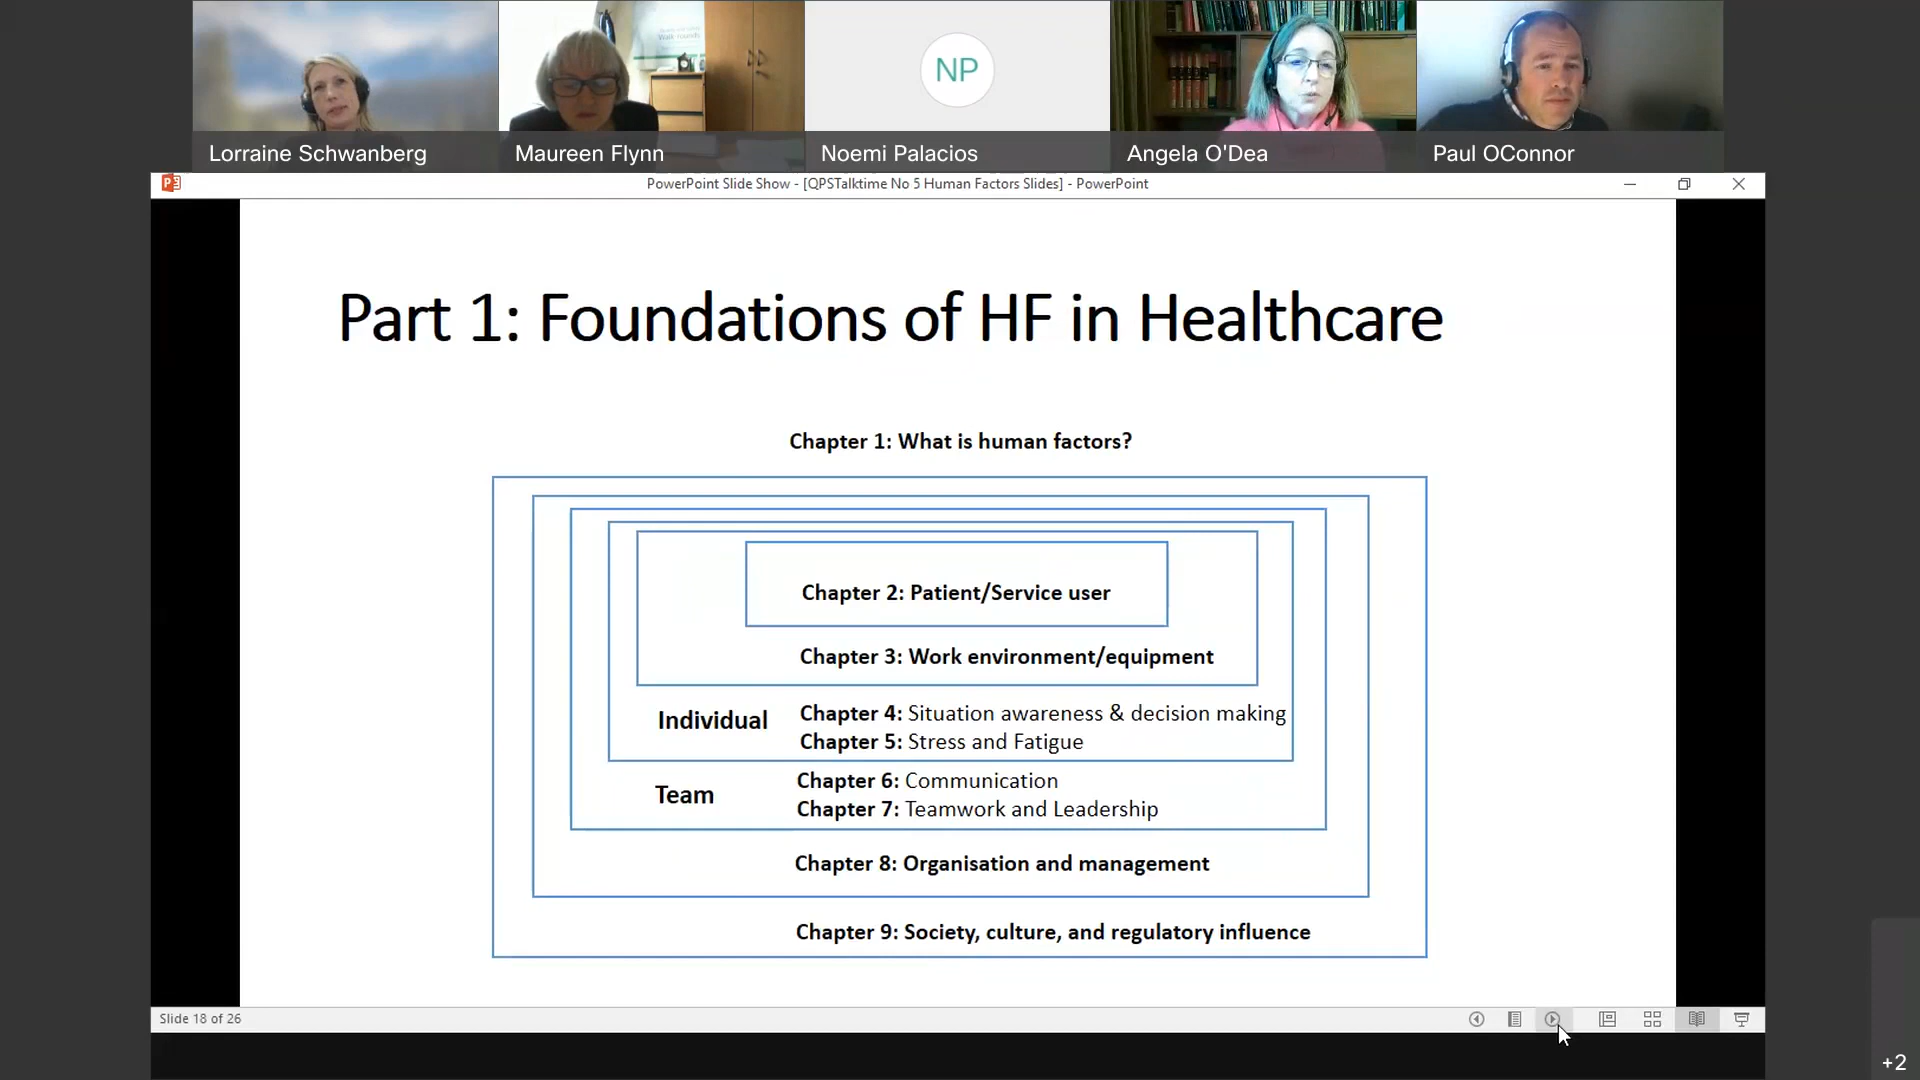 Walk-rounds
NP
Lorraine Schwanberg
Maureen Flynn
Noemi Palacios
Angela O'Dea
Paul OConnor
PowerPoint Slide Show - [QPSTalktime No 5 Human Factors Slides] - PowerPoint
Part 1: Foundations of HF in Healthcare
Chapter 1: What is human factors?
Chapter 2: Patient/Service user
Chapter 3: Work environment/equipment
Individual
Chapter 4: Situation awareness & decision making
Chapter 5: Stress and Fatigue
Team
Chapter 6: Communication
Chapter 7: Teamwork and Leadership
Chapter 8: Organisation and management
Chapter 9: Society, culture, and regulatory influence
Slide 18 of 26
+2